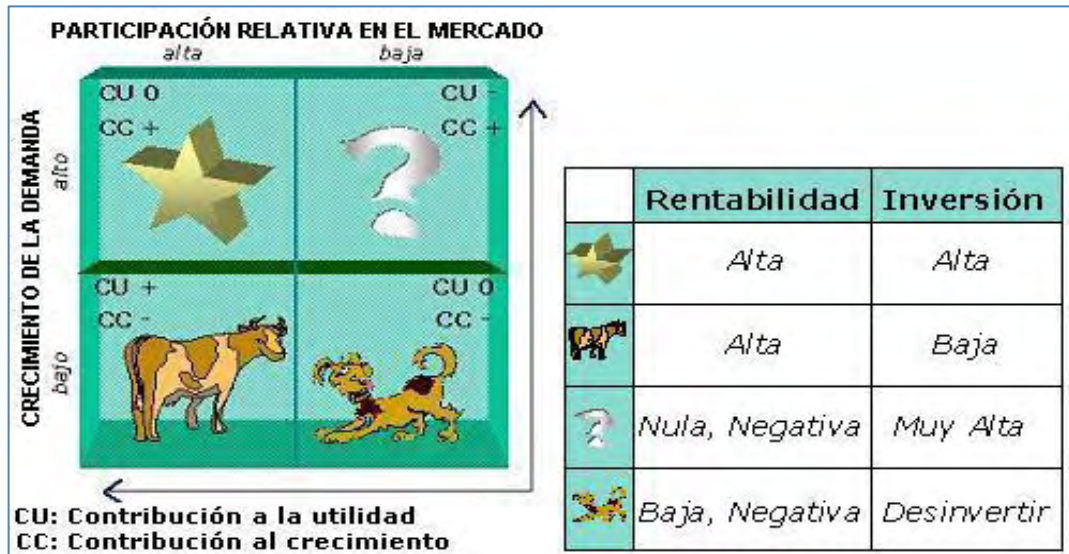 PARTICIPACIÓN RELATIVA EN EL MERCADO
alta baja
CRECIMIENTO DE LA DEMANDA
alto
bajo
CU 0
CC +
CU -
CC +
CU +
CC -
CU 0
CC -
CU: Contribución a la utilidad
CC: Contribución al crecimiento
Rentabilidad Inversión
Alta Alta
Alta Baja
Nula, Negativa Muy Alta
Baja, Negativa Desinvertir